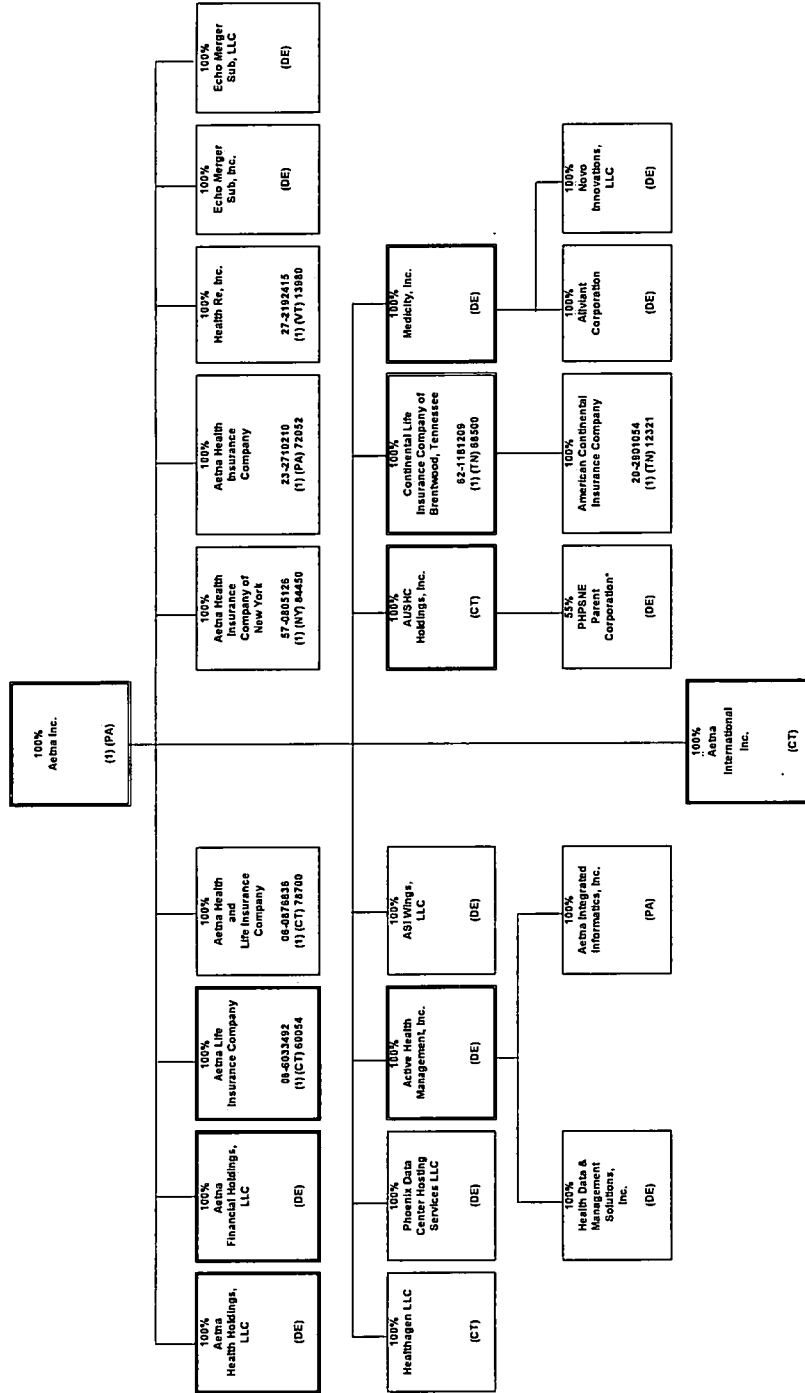 100%
Aetna Inc.
(1) (PA)
100%
Aetna
Health Holdings,
LLC
(DE)
100%
Aetna
Financial Holdings,
LLC
(DE)
100%
Aetna Life
Insurance Company
06-6033492
(1) (CT) 60054
100%
Aetna Health
and
Life Insurance
Company
06-0876836
(1) (CT) 78700
100%
Aetna Health
Insurance
Company of
New York
57-0805126
(1) (NY) 84450
100%
Aetna Health
Insurance
Company
23-2710210
(1) (PA) 72052
100%
Health Re, Inc.
27-2192415
(1) (VT) 13980
100%
Echo Merger
Sub, Inc.
(DE)
100%
Echo Merger
Sub, LLC
(DE)
100%
Healthagen LLC
(CT)
100%
Phoenix Data
Center Hosting
Services LLC
(DE)
100%
Active Health
Management, Inc.
(DE)
100%
ASI Wings,
LLC
(DE)
100%
AUSHC
Holdings, Inc.
(CT)
100%
Continental Life
Insurance Company of
Brentwood, Tennessee
62-1181209
(1) (TN) 68500
100%
Medicity, Inc.
(DE)
100%
Health Data &
Management
Solutions,
Inc.
(DE)
100%
Aetna Integrated
Informatics, Inc.
(PA)
55%
PHPSNE
Parent
Corporation*
(DE)
100%
American Continental
Insurance Company
20-2901054
(1) (TN) 12321
100%
Allviant
Corporation
(DE)
100%
Novo
Innovations,
LLC
(DE)
100%
Aetna
International
Inc.
(CT)